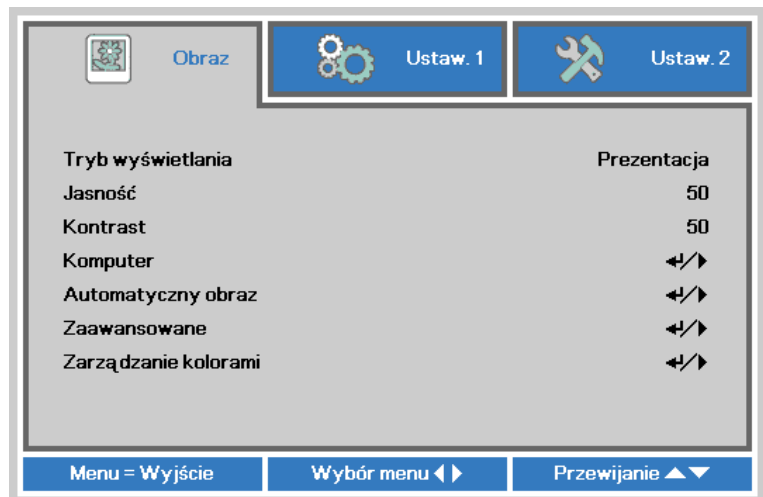 Obraz
Ustaw. 1
Ustaw. 2
Tryb wyświetlania Prezentacja
Jasność 50
Kontrast 50
Komputer
Automatyczny obraz
Zaawansowane
Zarządzanie kolorami
Menu = Wyjście
Wybór menu
Przewijanie